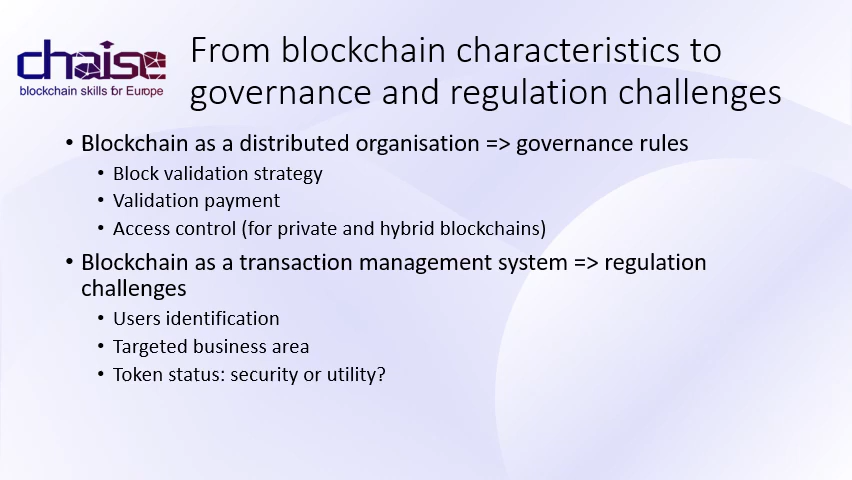 chaise
blockchain skills for Europe
From blockchain characteristics to
governance and regulation challenges
• Blockchain as a distributed organisation => governance rules
• Block validation strategy
• Validation payment
• Access control (for private and hybrid blockchains)
• Blockchain as a transaction management system => regulation
challenges
• Users identification
• Targeted business area
• Token status: security or utility?